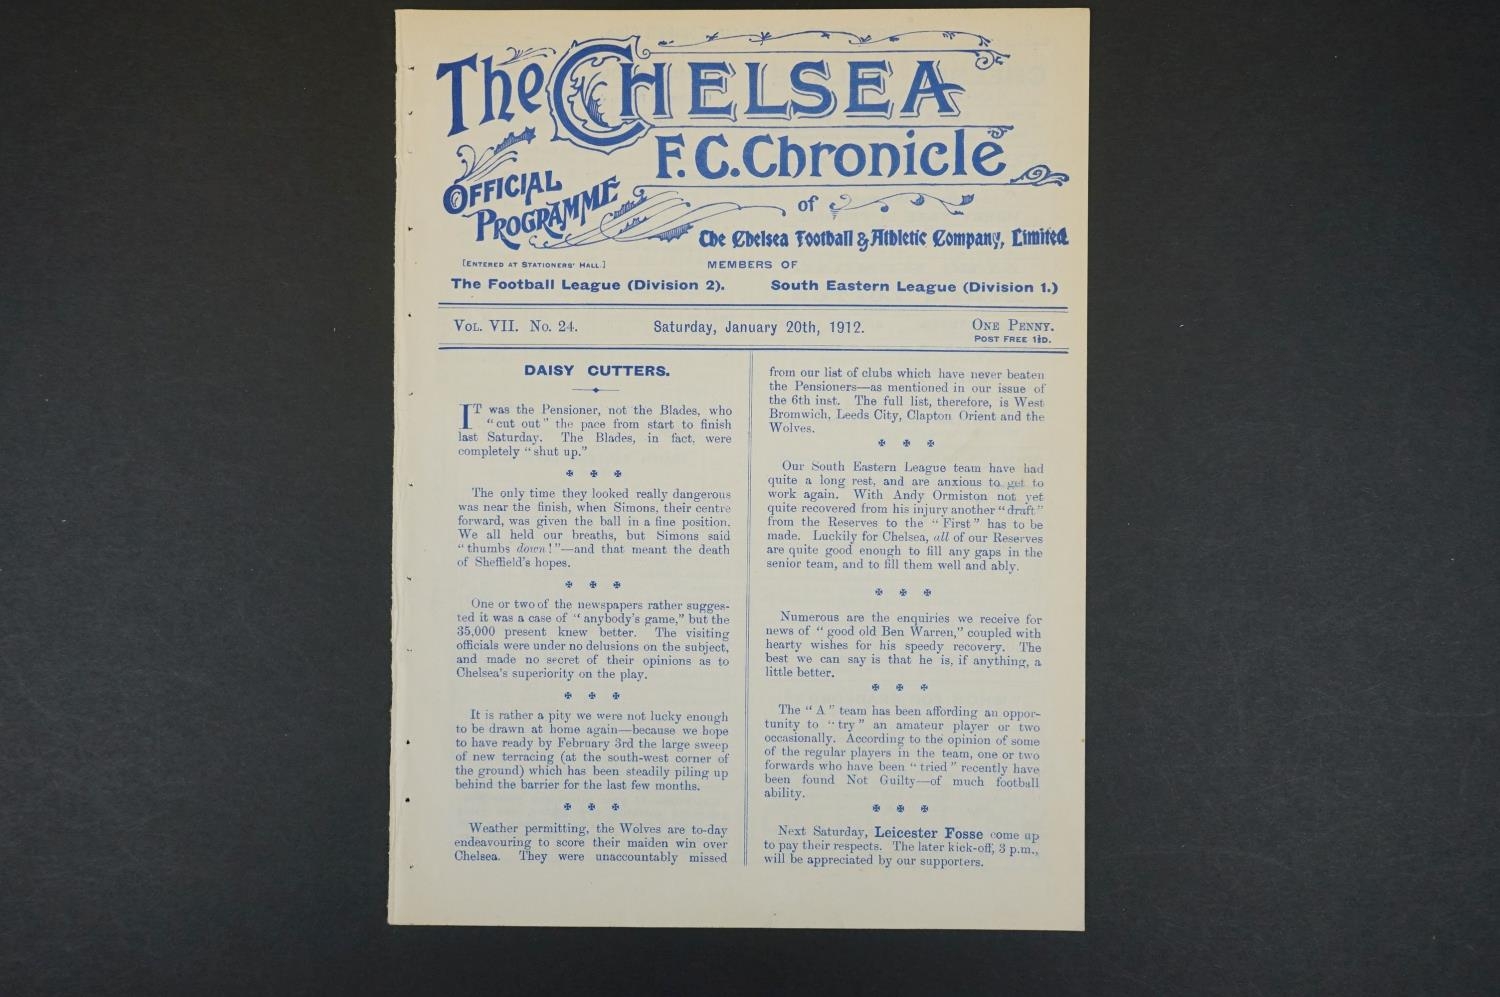 The CHELSEA
F.C. Chronicle
OFFICIAL
PROGRAMME
of
The Chelsea Football & Athletic Company, Limited.
[ENTERED AT STATIONERS' HALL.]
MEMBERS OF
The Football League (Division 2). South Eastern League (Division 1.)
VOL. VII. No. 24. Saturday, January 20th, 1912. ONE PENNY.
POST FREE 1½D.
DAISY CUTTERS.
IT was the Pensioner, not the Blades, who
"cut out" the pace from start to finish
last Saturday. The Blades, in fact, were
completely "shut up."
The only time they looked really dangerous
was near the finish, when Simons, their centre
forward, was given the ball in a fine position.
We all held our breaths, but Simons said
"thumbs down!"—and that meant the death
of Sheffield's hopes.
One or two of the newspapers rather sugges-
ted it was a case of "anybody's game," but the
35,000 present knew better. The visiting
officials were under no delusions on the subject,
and made no secret of their opinions as to
Chelsea's superiority on the play.
It is rather a pity we were not lucky enough
to be drawn at home again—because we hope
to have ready by February 3rd the large sweep
of new terracing (at the south-west corner of
the ground) which has been steadily piling up
behind the barrier for the last few months.
Weather permitting, the Wolves are to-day
endeavouring to score their maiden win over
Chelsea. They were unaccountably missed
from our list of clubs which have never beaten
the Pensioners—as mentioned in our issue of
the 6th inst. The full list, therefore, is West
Bromwich, Leeds City, Clapton Orient and the
Wolves.
Our South Eastern League team have had
quite a long rest, and are anxious to get to
work again. With Andy Ormiston not yet
quite recovered from his injury another "draft"
from the Reserves to the "First" has to be
made. Luckily for Chelsea, all of our Reserves
are quite good enough to fill any gaps in the
senior team, and to fill them well and ably.
Numerous are the enquiries we receive for
news of "good old Ben Warren," coupled with
hearty wishes for his speedy recovery. The
best we can say is that he is, if anything, a
little better.
The "A" team has been affording an oppor-
tunity to "try" an amateur player or two
occasionally. According to the opinion of some
of the regular players in the team, one or two
forwards who have been "tried" recently have
been found Not Guilty—of much football
ability.
Next Saturday, Leicester Fosse come up
to pay their respects. The later kick-off, 3 p.m.,
will be appreciated by our supporters.